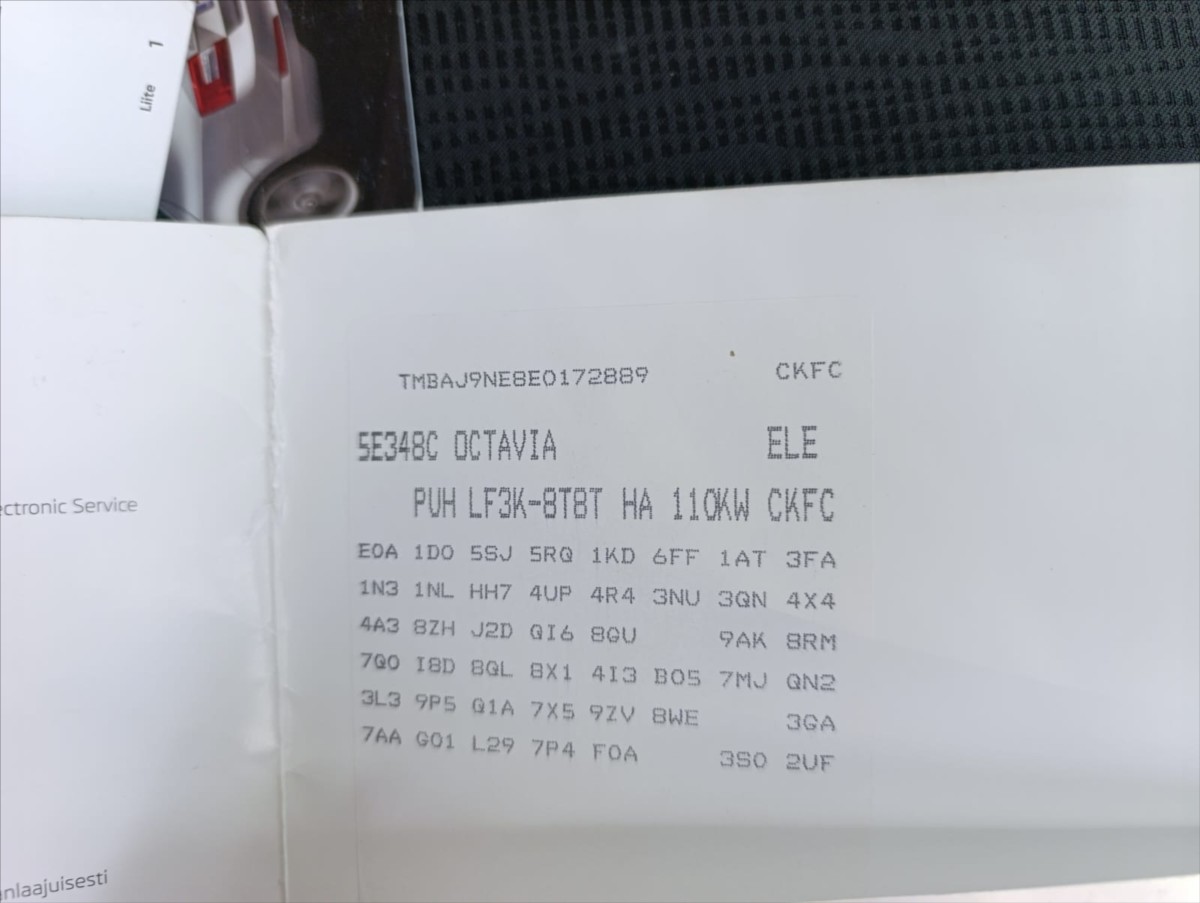 Liite 1
TMBAJ9NE8E0172889 CKFC
5E348C OCTAVIA ELE
PUH LF3K-8T8T HA 110KW CKFC
E0A 1D0 5SJ 5RQ 1KD 6FF 1AT 3FA
1N3 1NL HH7 4UP 4R4 3NU 3QN 4X4
4A3 8ZH J2D QI6 8GU 9AK 8RM
7Q0 I8D 8QL 8X1 4I3 B05 7MJ QN2
3L3 9P5 Q1A 7X5 9ZV 8WE 3GA
7AA G01 L29 7P4 F0A 3S0 2UF
ctronic Service
nlaajuisesti